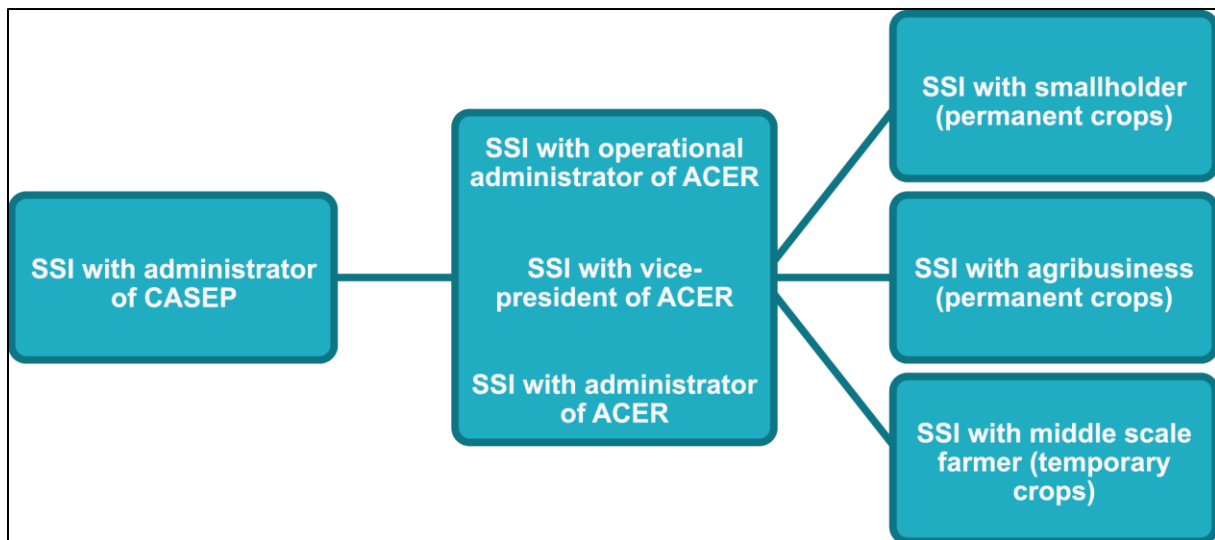 SSI with administrator
of CASEP
SSI with operational
administrator of ACER
SSI with vice-
president of ACER
SSI with administrator
of ACER
SSI with smallholder
(permanent crops)
SSI with agribusiness
(permanent crops)
SSI with middle scale
farmer (temporary
crops)